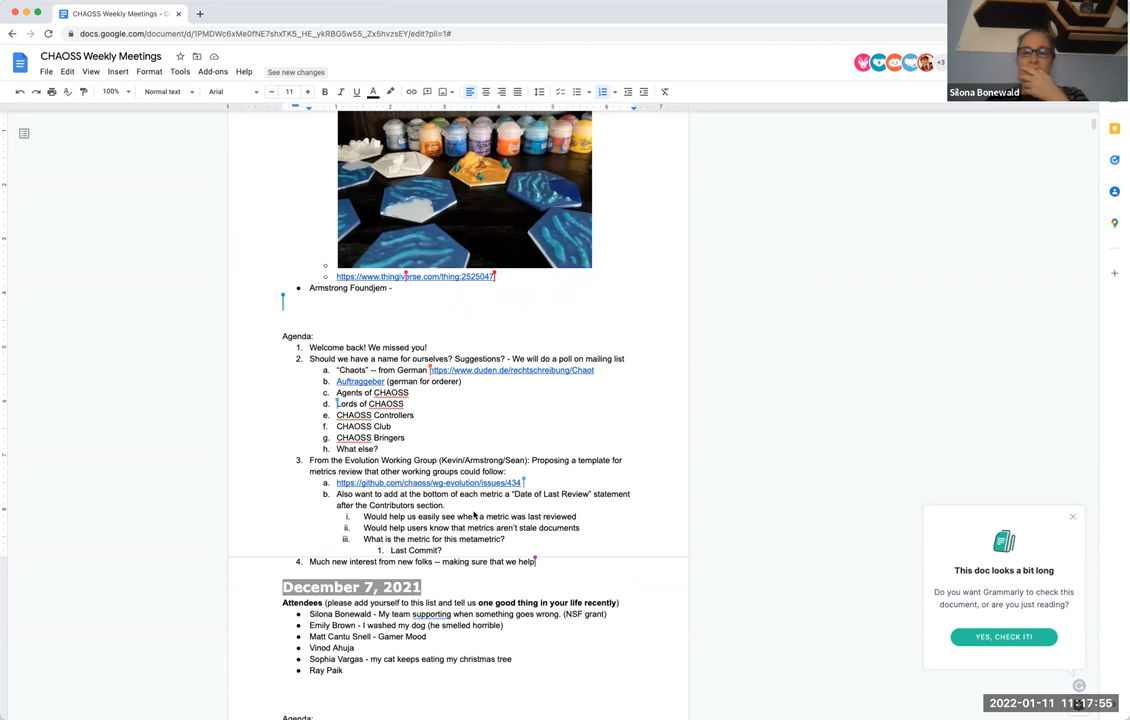 CHAOSS Weekly Meetings - G
docs.google.com/document/d/1PMDWc6xMe0fNE7shxTK5_HE_ykRBG5w55_Zx5hvzsEY/edit?pli=1#
CHAOSS Weekly Meetings
File Edit View Insert Format Tools Add-ons Help See new changes
+3
Silona Bonewald
100% Normal text Arial 11
https://www.thingiverse.com/thing:2525047
Armstrong Foundjem -
Agenda:
1. Welcome back! We missed you!
2. Should we have a name for ourselves? Suggestions? - We will do a poll on mailing list
a. “Chaots” -- from German https://www.duden.de/rechtschreibung/Chaot
b. Auftraggeber (german for orderer)
c. Agents of CHAOSS
d. Lords of CHAOSS
e. CHAOSS Controllers
f. CHAOSS Club
g. CHAOSS Bringers
h. What else?
3. From the Evolution Working Group (Kevin/Armstrong/Sean): Proposing a template for
metrics review that other working groups could follow:
a. https://github.com/chaoss/wg-evolution/issues/434
b. Also want to add at the bottom of each metric a “Date of Last Review” statement
after the Contributors section.
i. Would help us easily see when a metric was last reviewed
ii. Would help users know that metrics aren't stale documents
iii. What is the metric for this metametric?
1. Last Commit?
4. Much new interest from new folks -- making sure that we help
December 7, 2021
Attendees (please add yourself to this list and tell us one good thing in your life recently)
Silona Bonewald - My team supporting when something goes wrong. (NSF grant)
Emily Brown - I washed my dog (he smelled horrible)
Matt Cantu Snell - Gamer Mood
Vinod Ahuja
Sophia Vargas - my cat keeps eating my christmas tree
Ray Paik
Agenda:
This doc looks a bit long
Do you want Grammarly to check this
document, or are you just reading?
YES, CHECK IT!
2022-01-11 11:17:55